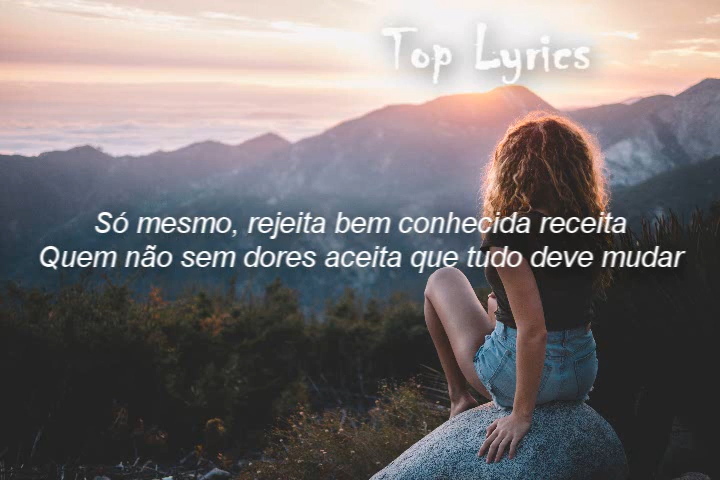 Top Lyrics
Só mesmo, rejeita bem conhecida receita
Quem não sem dores aceita que tudo deve mudar